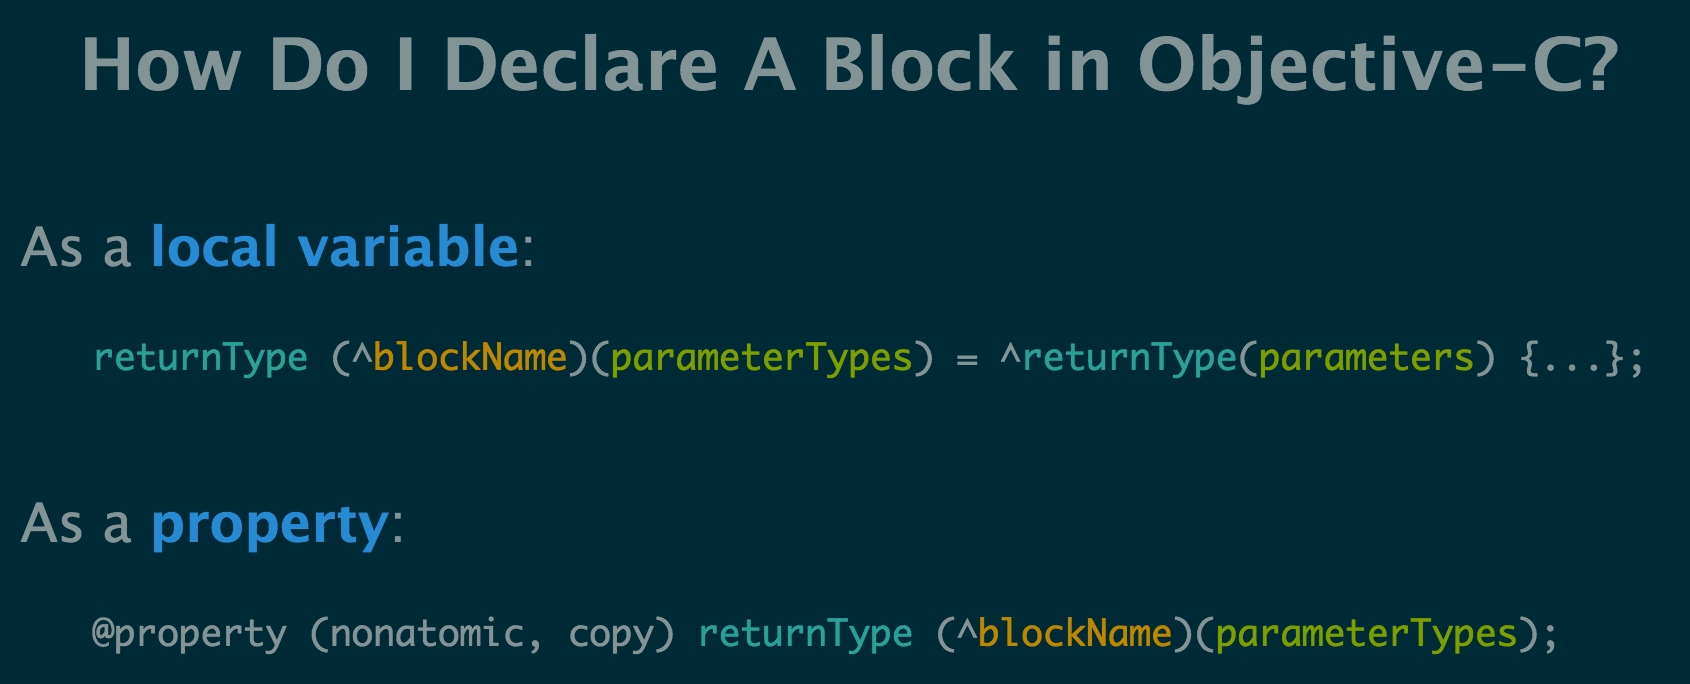 How Do I Declare A Block in Objective-C?
As a local variable:
returnType (^blockName)(parameterTypes) = ^returnType(parameters) {...};
As a property:
@property (nonatomic, copy) returnType (^blockName)(parameterTypes);